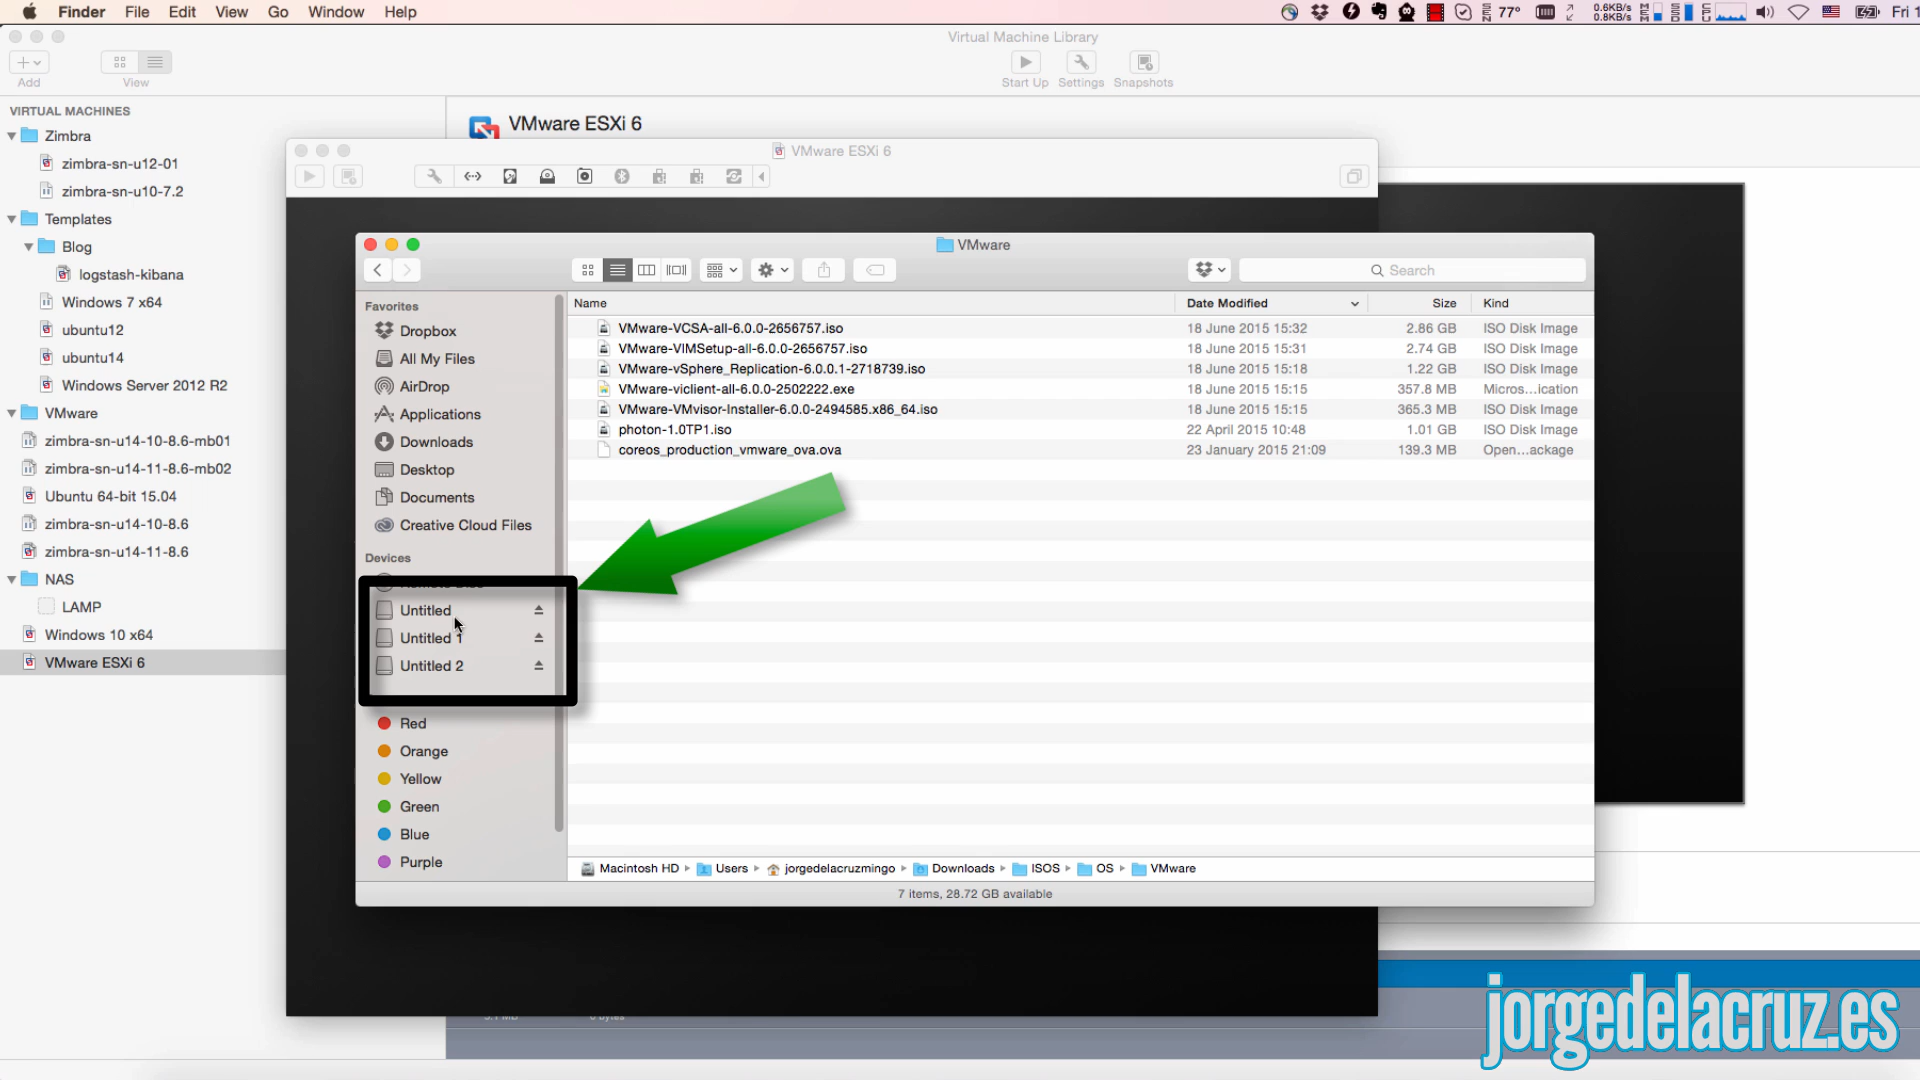 Finder File Edit View Go Window Help
77° 0.6KB/s 0.8KB/s Fri 1
Virtual Machine Library
Add View Start Up Settings Snapshots
VIRTUAL MACHINES
Zimbra
zimbra-sn-u12-01
zimbra-sn-u10-7.2
Templates
Blog
logstash-kibana
Windows 7 x64
ubuntu12
ubuntu14
Windows Server 2012 R2
VMware
zimbra-sn-u14-10-8.6-mb01
zimbra-sn-u14-11-8.6-mb02
Ubuntu 64-bit 15.04
zimbra-sn-u14-10-8.6
zimbra-sn-u14-11-8.6
NAS
LAMP
Windows 10 x64
VMware ESXi 6
VMware ESXi 6
VMware ESXi 6
VMware
Search
Favorites
Dropbox
All My Files
AirDrop
Applications
Downloads
Desktop
Documents
Creative Cloud Files
Devices
Untitled
Untitled 1
Untitled 2
Red
Orange
Yellow
Green
Blue
Purple
Name Date Modified Size Kind
VMware-VCSA-all-6.0.0-2656757.iso 18 June 2015 15:32 2.86 GB ISO Disk Image
VMware-VIMSetup-all-6.0.0-2656757.iso 18 June 2015 15:31 2.74 GB ISO Disk Image
VMware-vSphere_Replication-6.0.0.1-2718739.iso 18 June 2015 15:18 1.22 GB ISO Disk Image
VMware-viclient-all-6.0.0-2502222.exe 18 June 2015 15:15 357.8 MB Micros...ication
VMware-VMvisor-Installer-6.0.0-2494585.x86_64.iso 18 June 2015 15:15 365.3 MB ISO Disk Image
photon-1.0TP1.iso 22 April 2015 10:48 1.01 GB ISO Disk Image
coreos_production_vmware_ova.ova 23 January 2015 21:09 139.3 MB Open...ackage
Macintosh HD Users jorgedelacruzmingo Downloads ISOS OS VMware
7 items, 28.72 GB available
jorgedelacruz.es